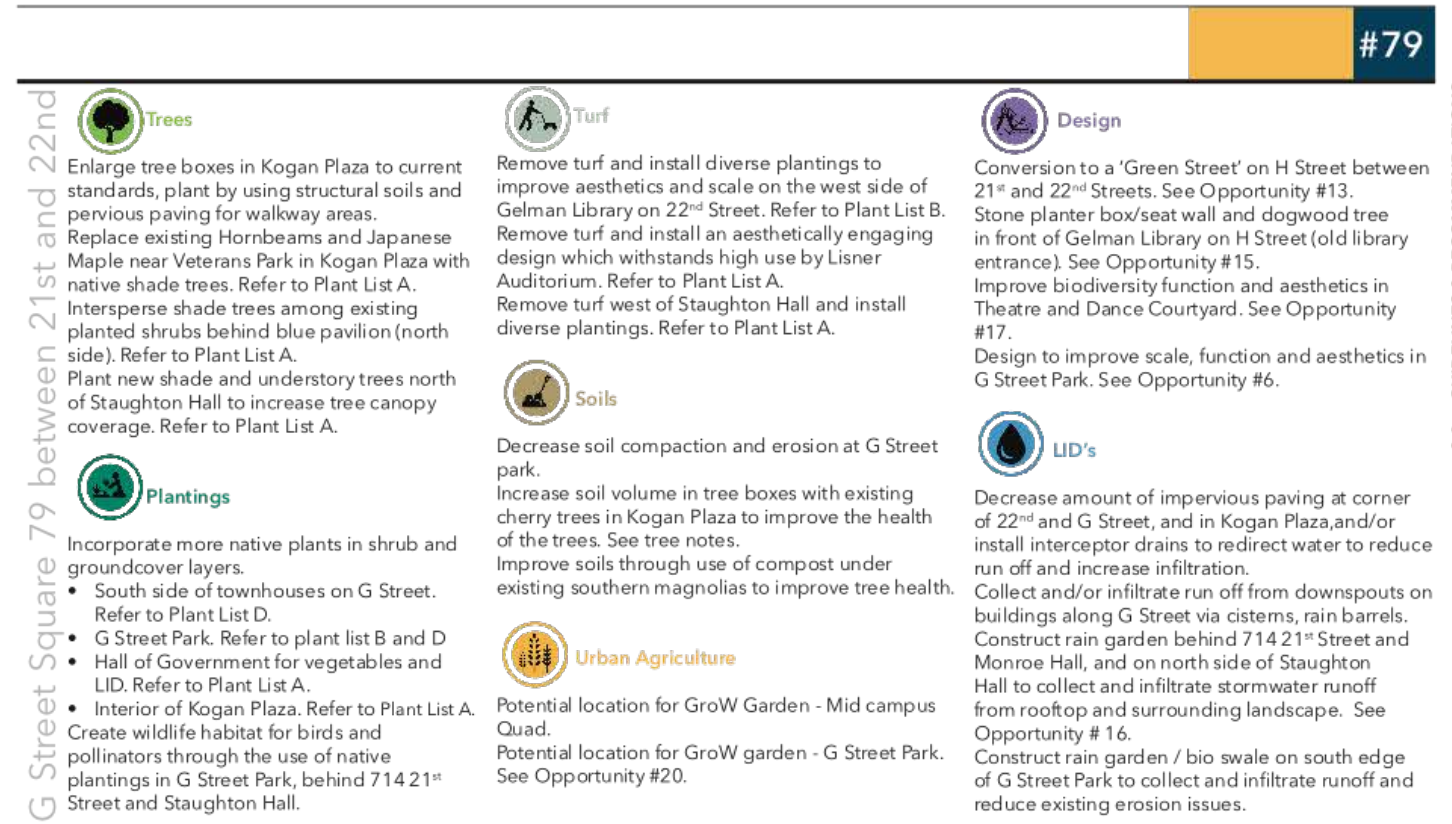 #79
G Street Square 79 between 21st and 22nd
Trees
Enlarge tree boxes in Kogan Plaza to current
standards, plant by using structural soils and
pervious paving for walkway areas.
Replace existing Hornbeams and Japanese
Maple near Veterans Park in Kogan Plaza with
native shade trees. Refer to Plant List A.
Intersperse shade trees among existing
planted shrubs behind blue pavilion (north
side). Refer to Plant List A.
Plant new shade and understory trees north
of Staughton Hall to increase tree canopy
coverage. Refer to Plant List A.
Plantings
Incorporate more native plants in shrub and
groundcover layers.
• South side of townhouses on G Street.
Refer to Plant List D.
• G Street Park. Refer to plant list B and D
• Hall of Government for vegetables and
LID. Refer to Plant List A.
• Interior of Kogan Plaza. Refer to Plant List A.
Create wildlife habitat for birds and
pollinators through the use of native
plantings in G Street Park, behind 714 21st
Street and Staughton Hall.
Turf
Remove turf and install diverse plantings to
improve aesthetics and scale on the west side of
Gelman Library on 22nd Street. Refer to Plant List B.
Remove turf and install an aesthetically engaging
design which withstands high use by Lisner
Auditorium. Refer to Plant List A.
Remove turf west of Staughton Hall and install
diverse plantings. Refer to Plant List A.
Soils
Decrease soil compaction and erosion at G Street
park.
Increase soil volume in tree boxes with existing
cherry trees in Kogan Plaza to improve the health
of the trees. See tree notes.
Improve soils through use of compost under
existing southern magnolias to improve tree health.
Urban Agriculture
Potential location for GroW Garden - Mid campus
Quad.
Potential location for GroW garden - G Street Park.
See Opportunity #20.
Design
Conversion to a 'Green Street' on H Street between
21st and 22nd Streets. See Opportunity #13.
Stone planter box/seat wall and dogwood tree
in front of Gelman Library on H Street (old library
entrance). See Opportunity #15.
Improve biodiversity function and aesthetics in
Theatre and Dance Courtyard. See Opportunity
#17.
Design to improve scale, function and aesthetics in
G Street Park. See Opportunity #6.
LID's
Decrease amount of impervious paving at corner
of 22nd and G Street, and in Kogan Plaza,and/or
install interceptor drains to redirect water to reduce
run off and increase infiltration.
Collect and/or infiltrate run off from downspouts on
buildings along G Street via cisterns, rain barrels.
Construct rain garden behind 714 21st Street and
Monroe Hall, and on north side of Staughton
Hall to collect and infiltrate stormwater runoff
from rooftop and surrounding landscape. See
Opportunity # 16.
Construct rain garden / bio swale on south edge
of G Street Park to collect and infiltrate runoff and
reduce existing erosion issues.